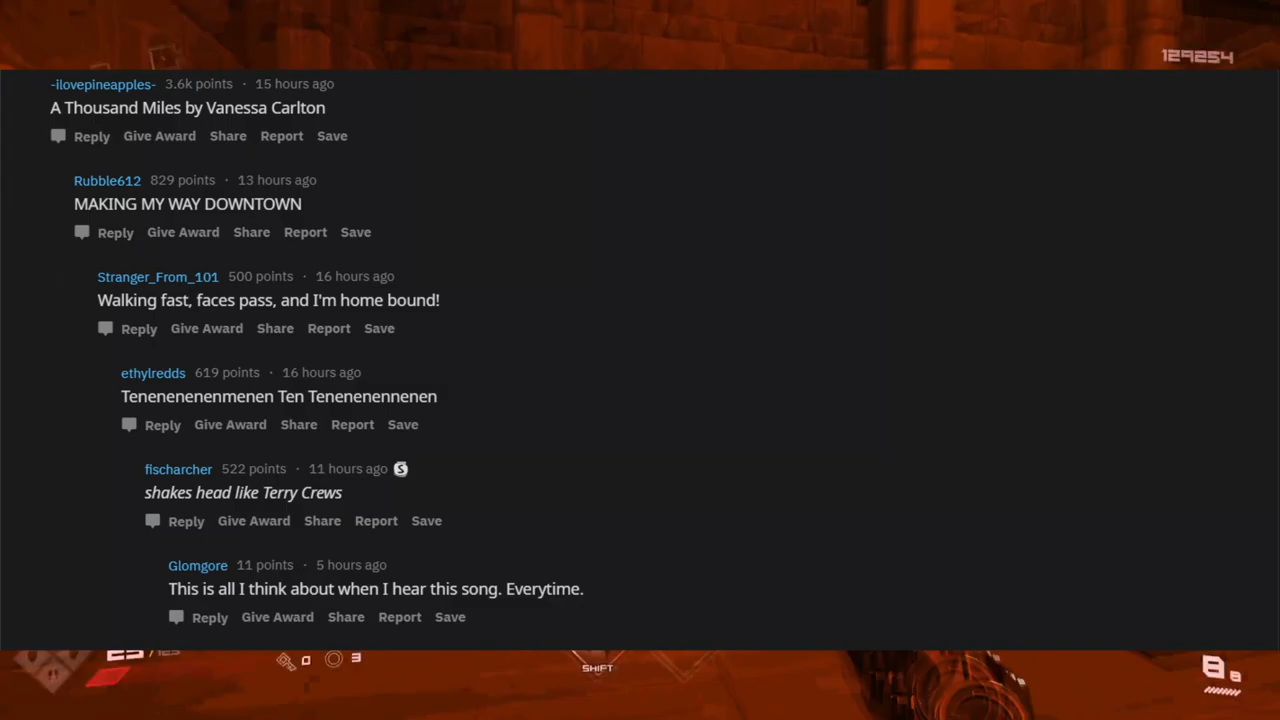 129254
-ilovepineapples- 3.6k points · 15 hours ago
A Thousand Miles by Vanessa Carlton
Reply Give Award Share Report Save
Rubble612 829 points · 13 hours ago
MAKING MY WAY DOWNTOWN
Reply Give Award Share Report Save
Stranger_From_101 500 points · 16 hours ago
Walking fast, faces pass, and I'm home bound!
Reply Give Award Share Report Save
ethylredds 619 points · 16 hours ago
Tenenenenenmenen Ten Tenenenennenen
Reply Give Award Share Report Save
fischarcher 522 points · 11 hours ago S
shakes head like Terry Crews
Reply Give Award Share Report Save
Glomgore 11 points · 5 hours ago
This is all I think about when I hear this song. Everytime.
Reply Give Award Share Report Save
0 3
SHIFT
8 8